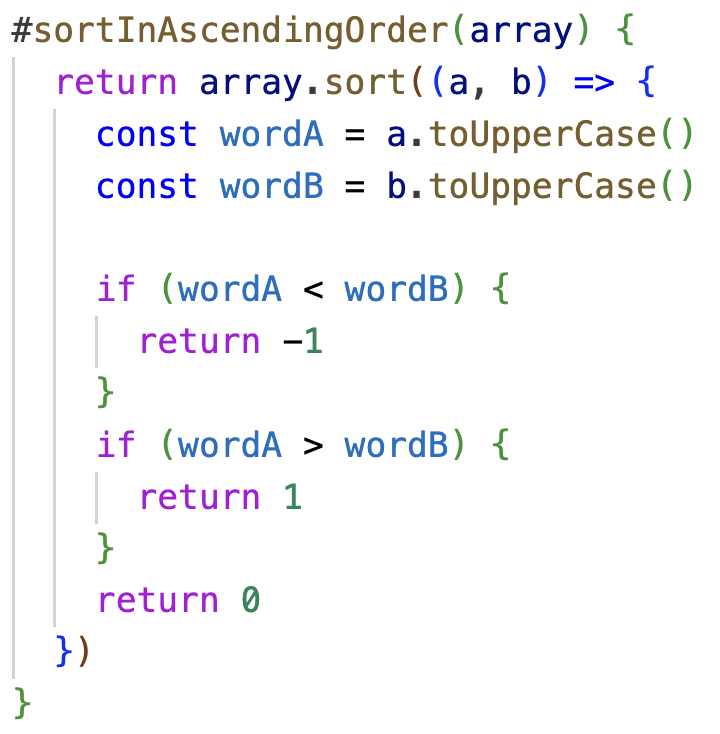 #sortInAscendingOrder(array) {
  return array.sort((a, b) => {
    const wordA = a.toUpperCase()
    const wordB = b.toUpperCase()

    if (wordA < wordB) {
      return -1
    }
    if (wordA > wordB) {
      return 1
    }
    return 0
  })
}